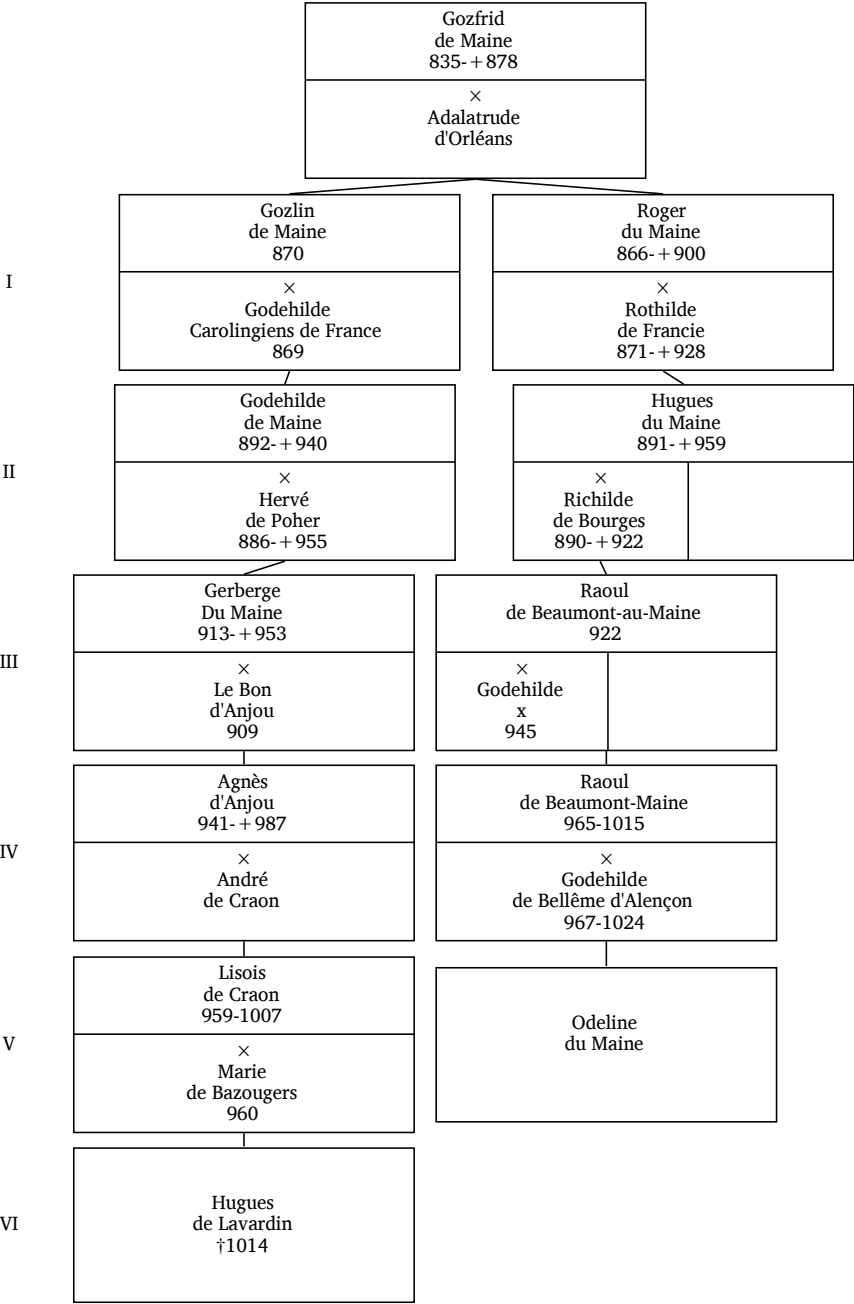 Gozfrid
de Maine
835-+878
×
Adalatrude
d'Orléans
I
Gozlin
de Maine
870
×
Godehilde
Carolingiens de France
869
Roger
du Maine
866-+900
×
Rothilde
de Francie
871-+928
II
Godehilde
de Maine
892-+940
×
Hervé
de Poher
886-+955
Hugues
du Maine
891-+959
×
Richilde
de Bourges
890-+922
III
Gerberge
Du Maine
913-+953
×
Le Bon
d'Anjou
909
Raoul
de Beaumont-au-Maine
922
×
Godehilde
x
945
IV
Agnès
d'Anjou
941-+987
×
André
de Craon
Raoul
de Beaumont-Maine
965-1015
×
Godehilde
de Bellême d'Alençon
967-1024
V
Lisois
de Craon
959-1007
×
Marie
de Bazougers
960
Odeline
du Maine
VI
Hugues
de Lavardin
†1014